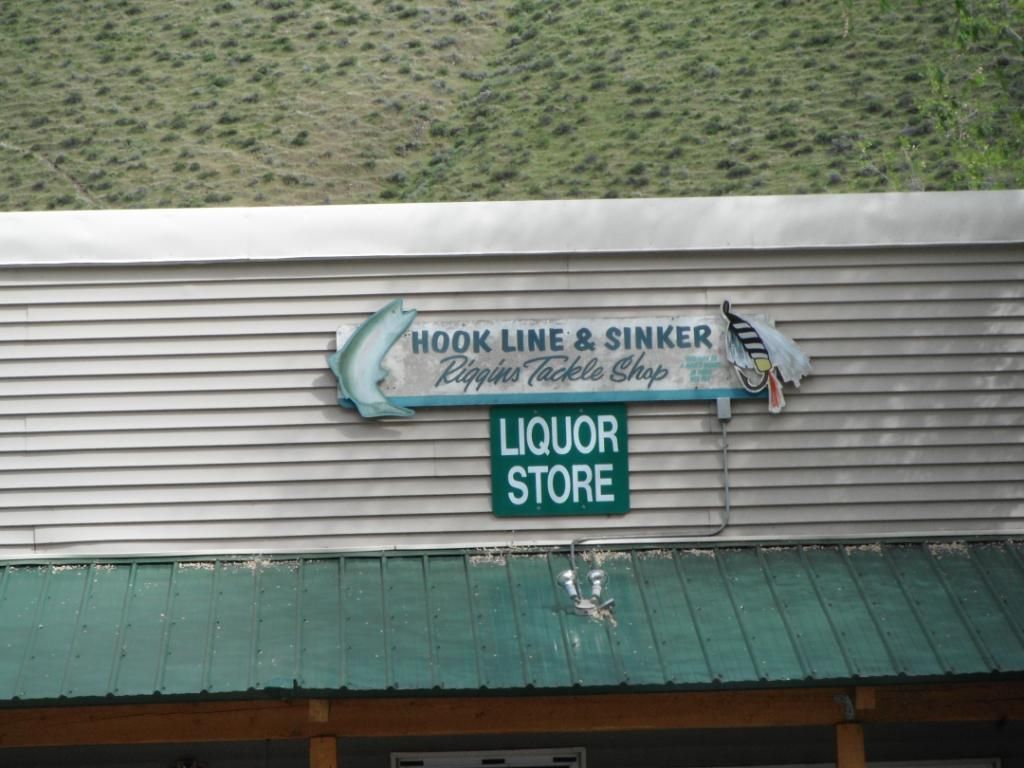 HOOK LINE & SINKER
Riggins Tackle Shop
LIQUOR
STORE